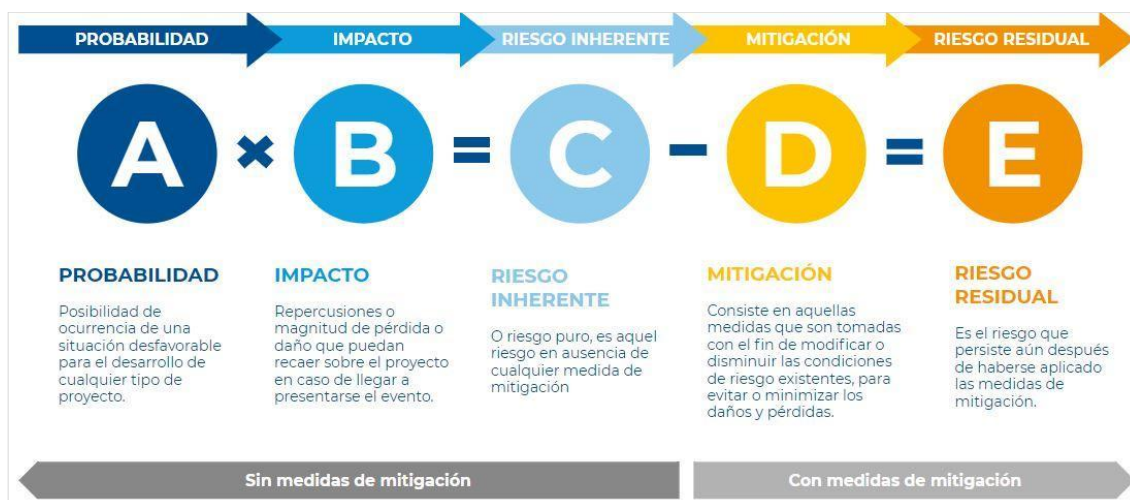 PROBABILIDAD
IMPACTO
RIESGO INHERENTE
MITIGACIÓN
RIESGO RESIDUAL
A × B = C - D = E
PROBABILIDAD
Posibilidad de
ocurrencia de una
situación desfavorable
para el desarrollo de
cualquier tipo de
proyecto.
IMPACTO
Repercusiones o
magnitud de pérdida o
daño que puedan
recaer sobre el proyecto
en caso de llegar a
presentarse el evento.
RIESGO
INHERENTE
O riesgo puro, es aquel
riesgo en ausencia de
cualquier medida de
mitigación
MITIGACIÓN
Consiste en aquellas
medidas que son tomadas
con el fin de modificar o
disminuir las condiciones
de riesgo existentes, para
evitar o minimizar los
daños y pérdidas.
RIESGO
RESIDUAL
Es el riesgo que
persiste aún después
de haberse aplicado
las medidas de
mitigación.
Sin medidas de mitigación
Con medidas de mitigación